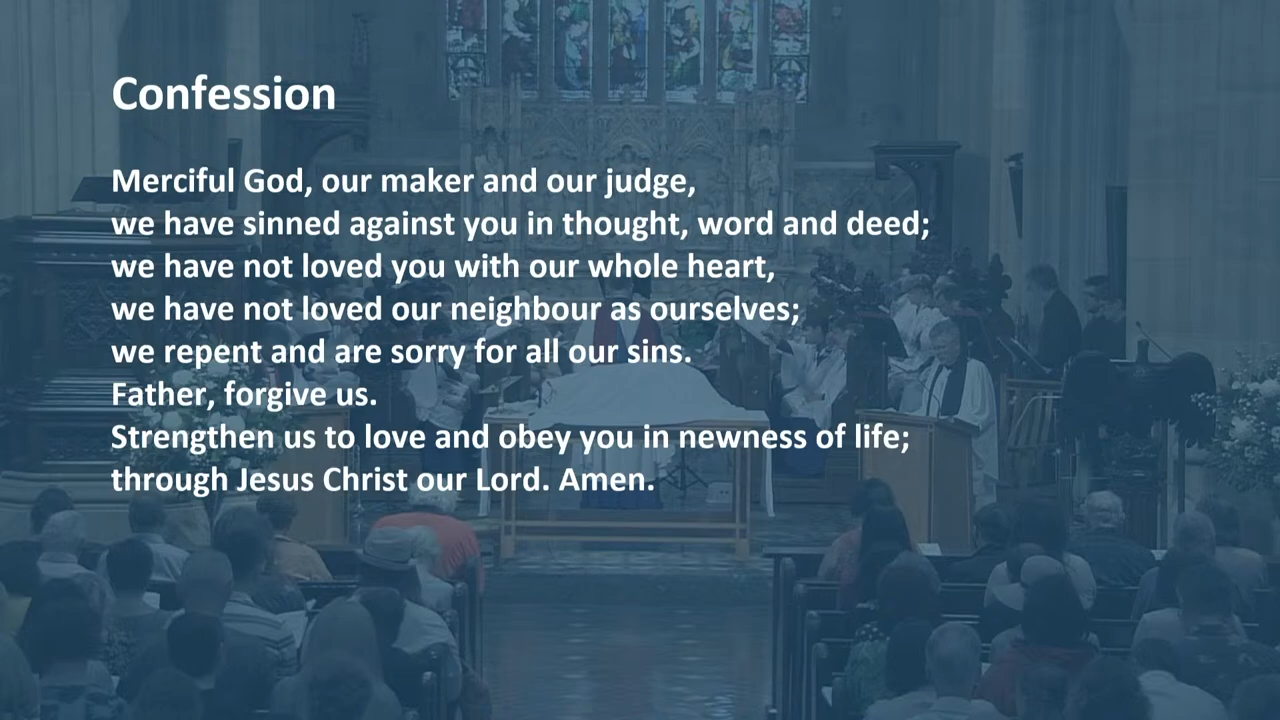 Confession
Merciful God, our maker and our judge,
we have sinned against you in thought, word and deed;
we have not loved you with our whole heart,
we have not loved our neighbour as ourselves;
we repent and are sorry for all our sins.
Father, forgive us.
Strengthen us to love and obey you in newness of life;
through Jesus Christ our Lord. Amen.